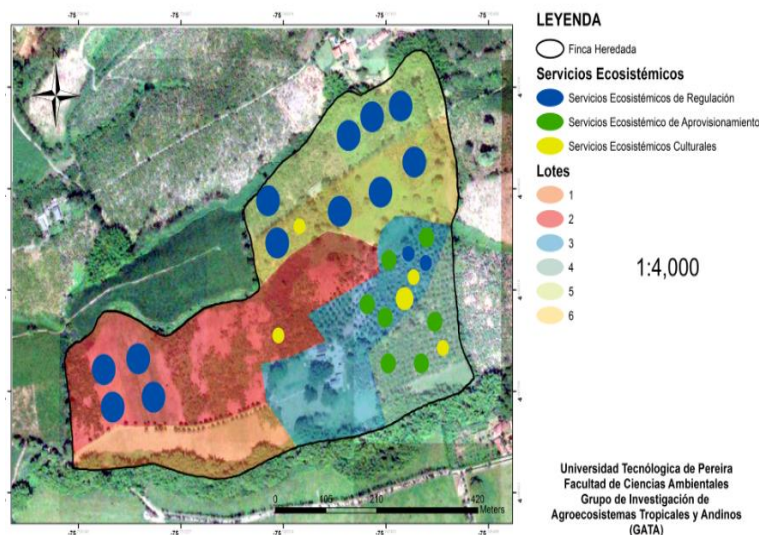 LEYENDA
Finca Heredada
Servicios Ecosistémicos
Servicios Ecosistémicos de Regulación
Servicios Ecosistémico de Aprovisionamiento
Servicios Ecosistémicos Culturales
Lotes
1
2
3
4
5
6
1:4,000
0 105 210 420
Meters
Universidad Tecnólogica de Pereira
Facultad de Ciencias Ambientales
Grupo de Investigación de
Agroecosistemas Tropicales y Andinos
(GATA)